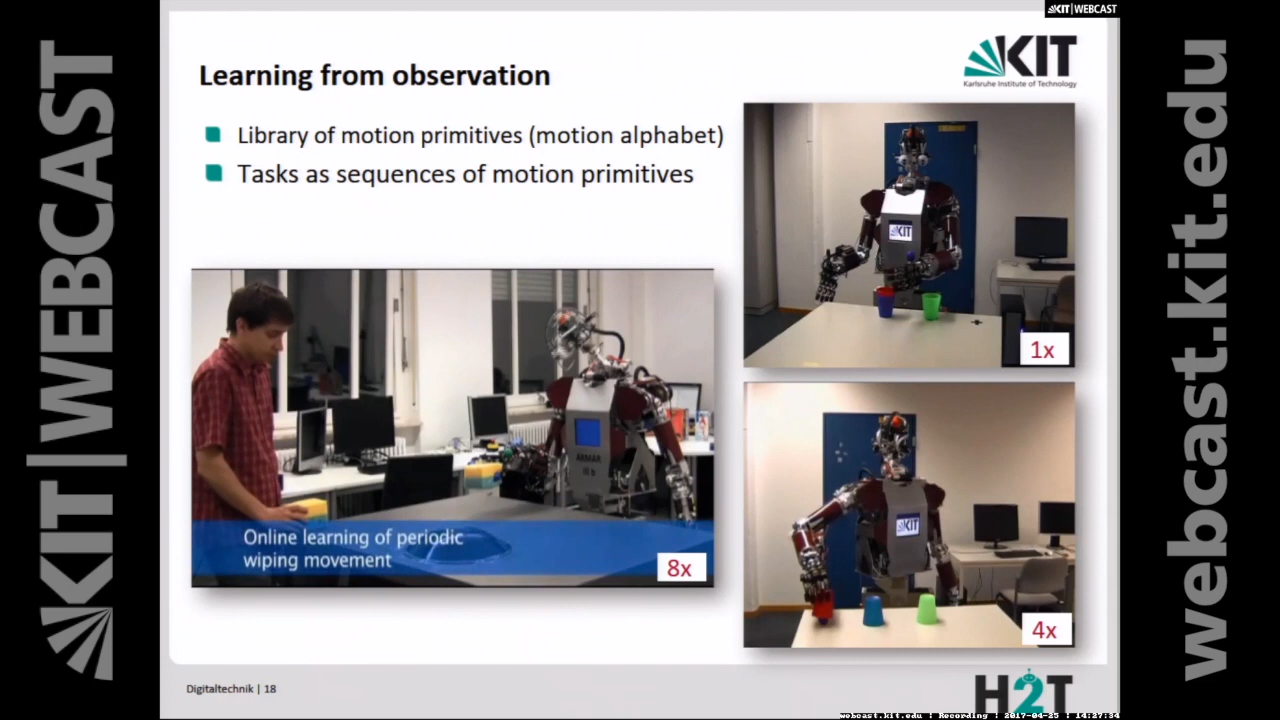 KIT|WEBCAST
KIT|WEBCAST
webcast.kit.edu
Learning from observation
KIT
Karlsruhe Institute of Technology
Library of motion primitives (motion alphabet)
Tasks as sequences of motion primitives
KIT
1x
ARMAR
III b
Online learning of periodic
wiping movement
8x
KIT
4x
Digitaltechnik | 18
H2T
webcast.kit.edu | Recording | 2017-04-25 | 14:27:34